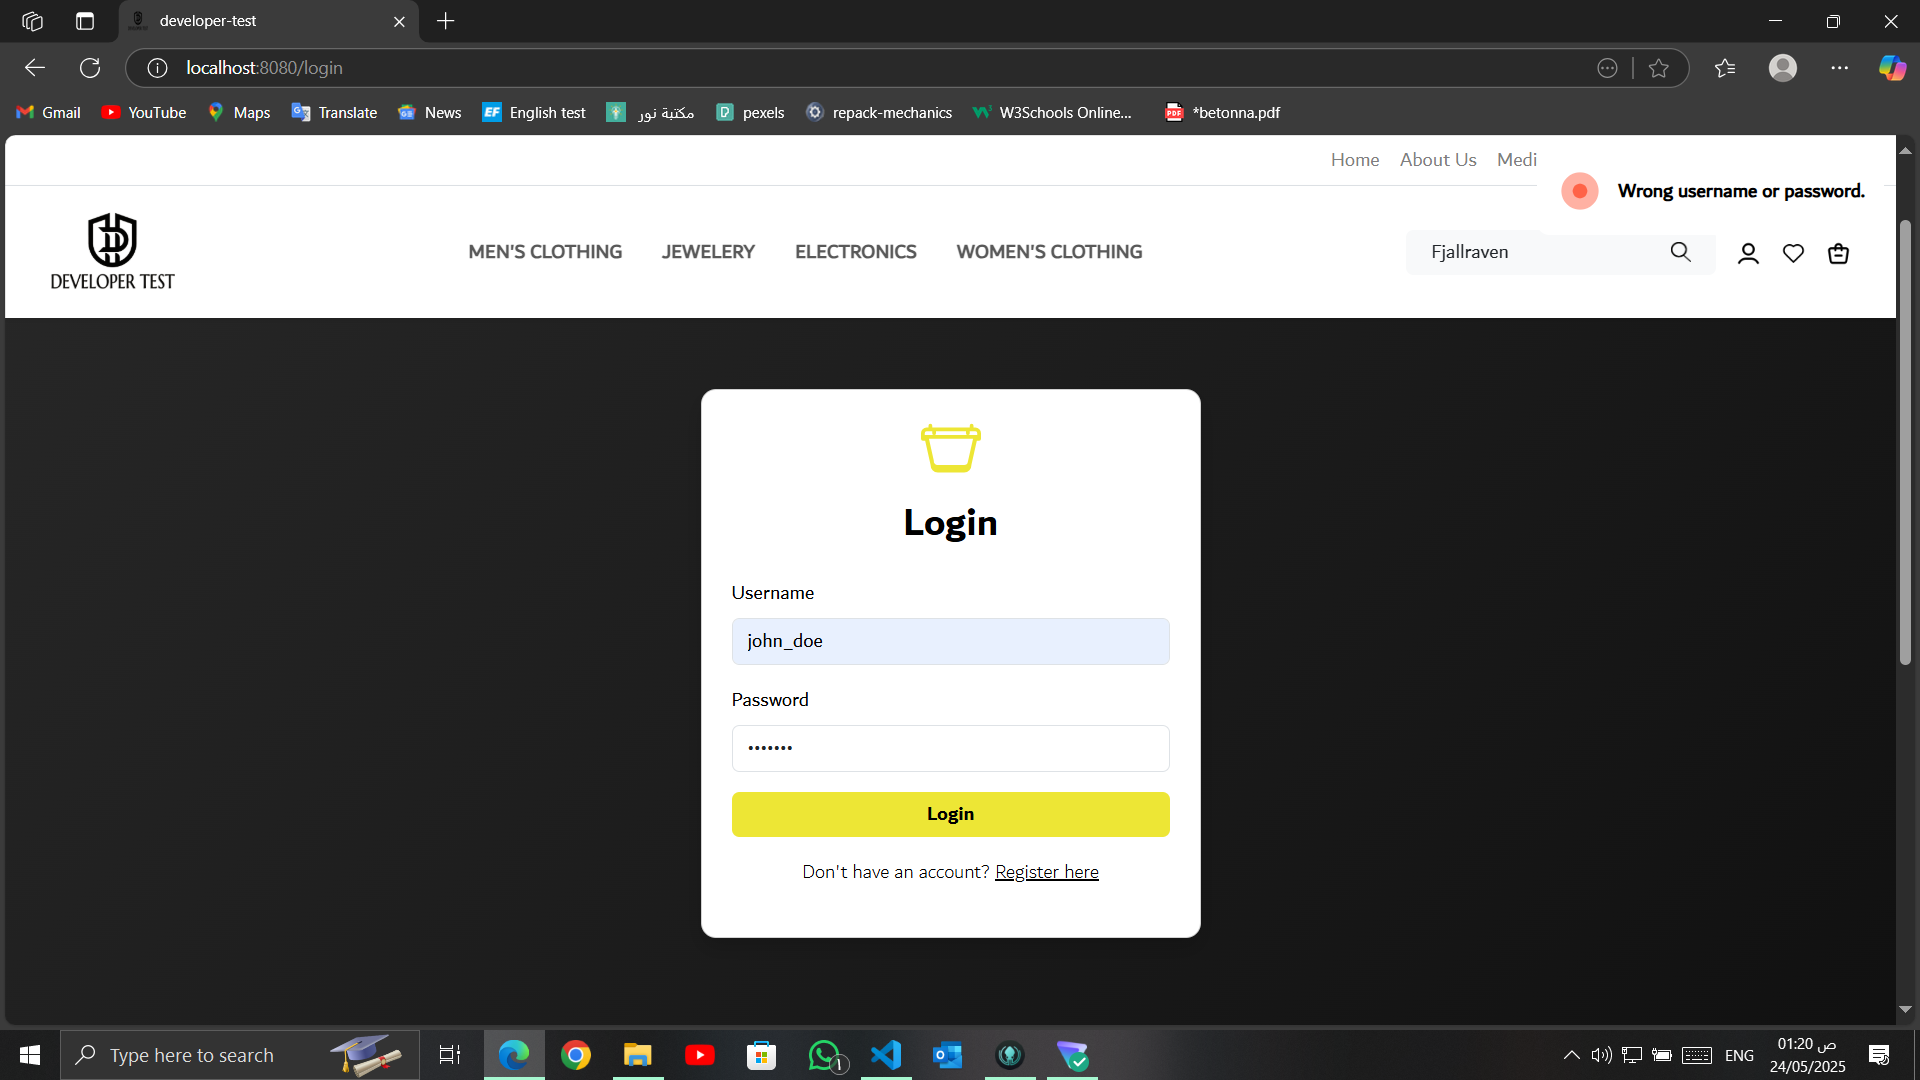 developer-test
localhost:8080/login
Gmail
YouTube
Maps
Translate
News
EF
English test
مكتبة نور
pexels
repack-mechanics
W3Schools Online...
PDF
*betonna.pdf
Home
About Us
Medi
Wrong username or password.
DEVELOPER TEST
MEN'S CLOTHING
JEWELERY
ELECTRONICS
WOMEN'S CLOTHING
Fjallraven
Login
Username
john_doe
Password
•••••••
Login
Don't have an account? Register here
Type here to search
ENG
01:20 ص
24/05/2025